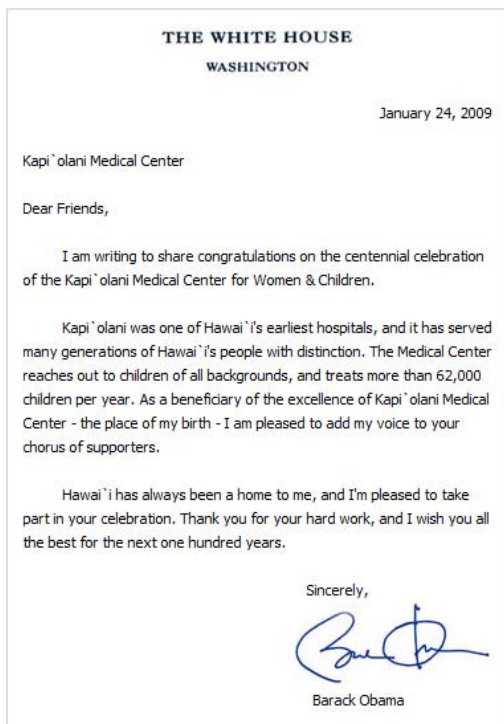 THE WHITE HOUSE
WASHINGTON
January 24, 2009
Kapi`olani Medical Center
Dear Friends,
I am writing to share congratulations on the centennial celebration
of the Kapi`olani Medical Center for Women & Children.
Kapi`olani was one of Hawai`i's earliest hospitals, and it has served
many generations of Hawai`i's people with distinction. The Medical Center
reaches out to children of all backgrounds, and treats more than 62,000
children per year. As a beneficiary of the excellence of Kapi`olani Medical
Center - the place of my birth - I am pleased to add my voice to your
chorus of supporters.
Hawai`i has always been a home to me, and I'm pleased to take
part in your celebration. Thank you for your hard work, and I wish you all
the best for the next one hundred years.
Sincerely,
Barack Obama